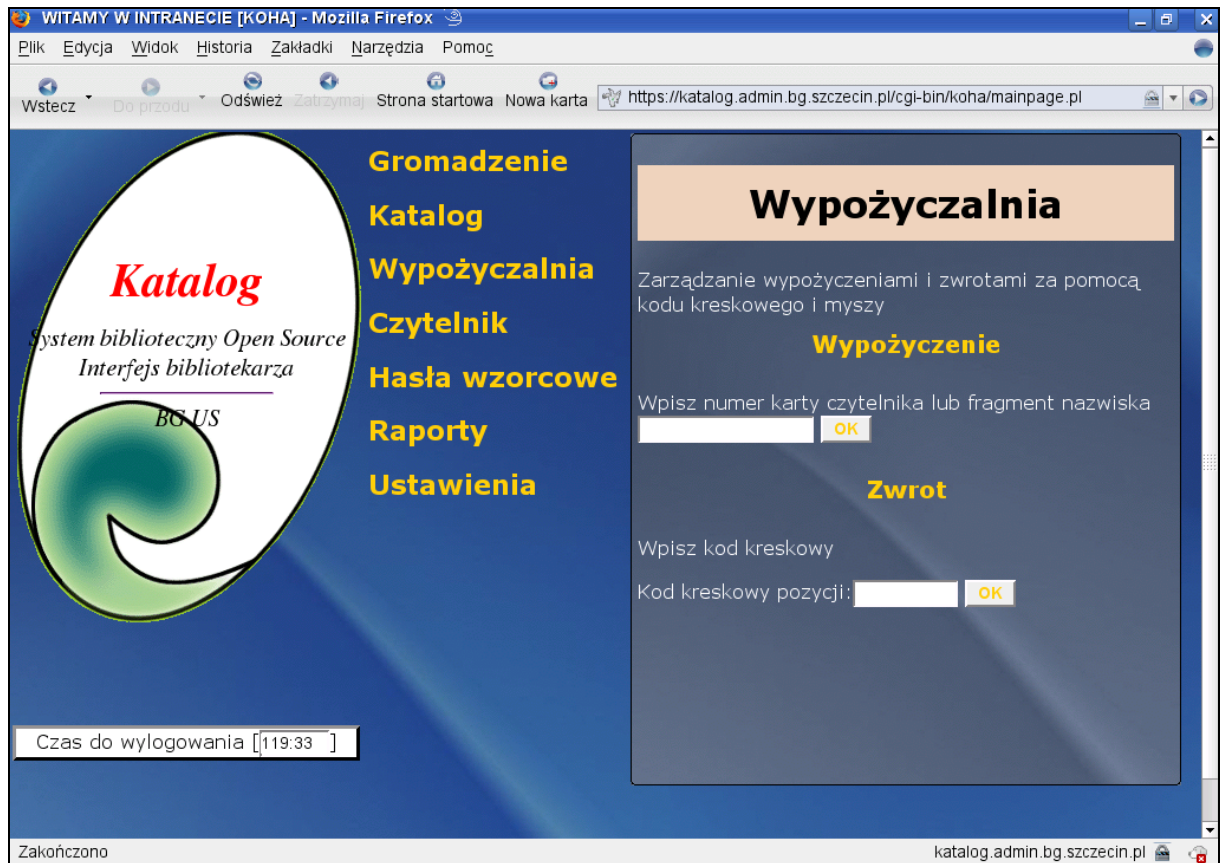 WITAMY W INTRANECIE [KOHA] - Mozilla Firefox
Plik Edycja Widok Historia Zakładki Narzędzia Pomoc
Wstecz Do przodu Odśwież Zatrzymaj Strona startowa Nowa karta https://katalog.admin.bg.szczecin.pl/cgi-bin/koha/mainpage.pl
Katalog
System biblioteczny Open Source
Interfejs bibliotekarza
BG US
Gromadzenie
Katalog
Wypożyczalnia
Czytelnik
Hasła wzorcowe
Raporty
Ustawienia
Wypożyczalnia
Zarządzanie wypożyczeniami i zwrotami za pomocą
kodu kreskowego i myszy
Wypożyczenie
Wpisz numer karty czytelnika lub fragment nazwiska
OK
Zwrot
Wpisz kod kreskowy
Kod kreskowy pozycji: OK
Czas do wylogowania [119:33 ]
Zakończono katalog.admin.bg.szczecin.pl